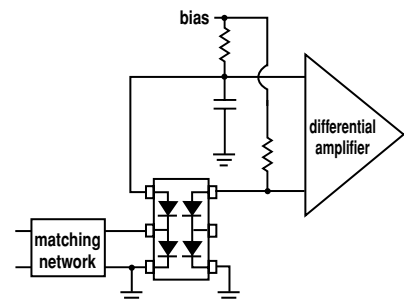 bias
differential
amplifier
matching
network